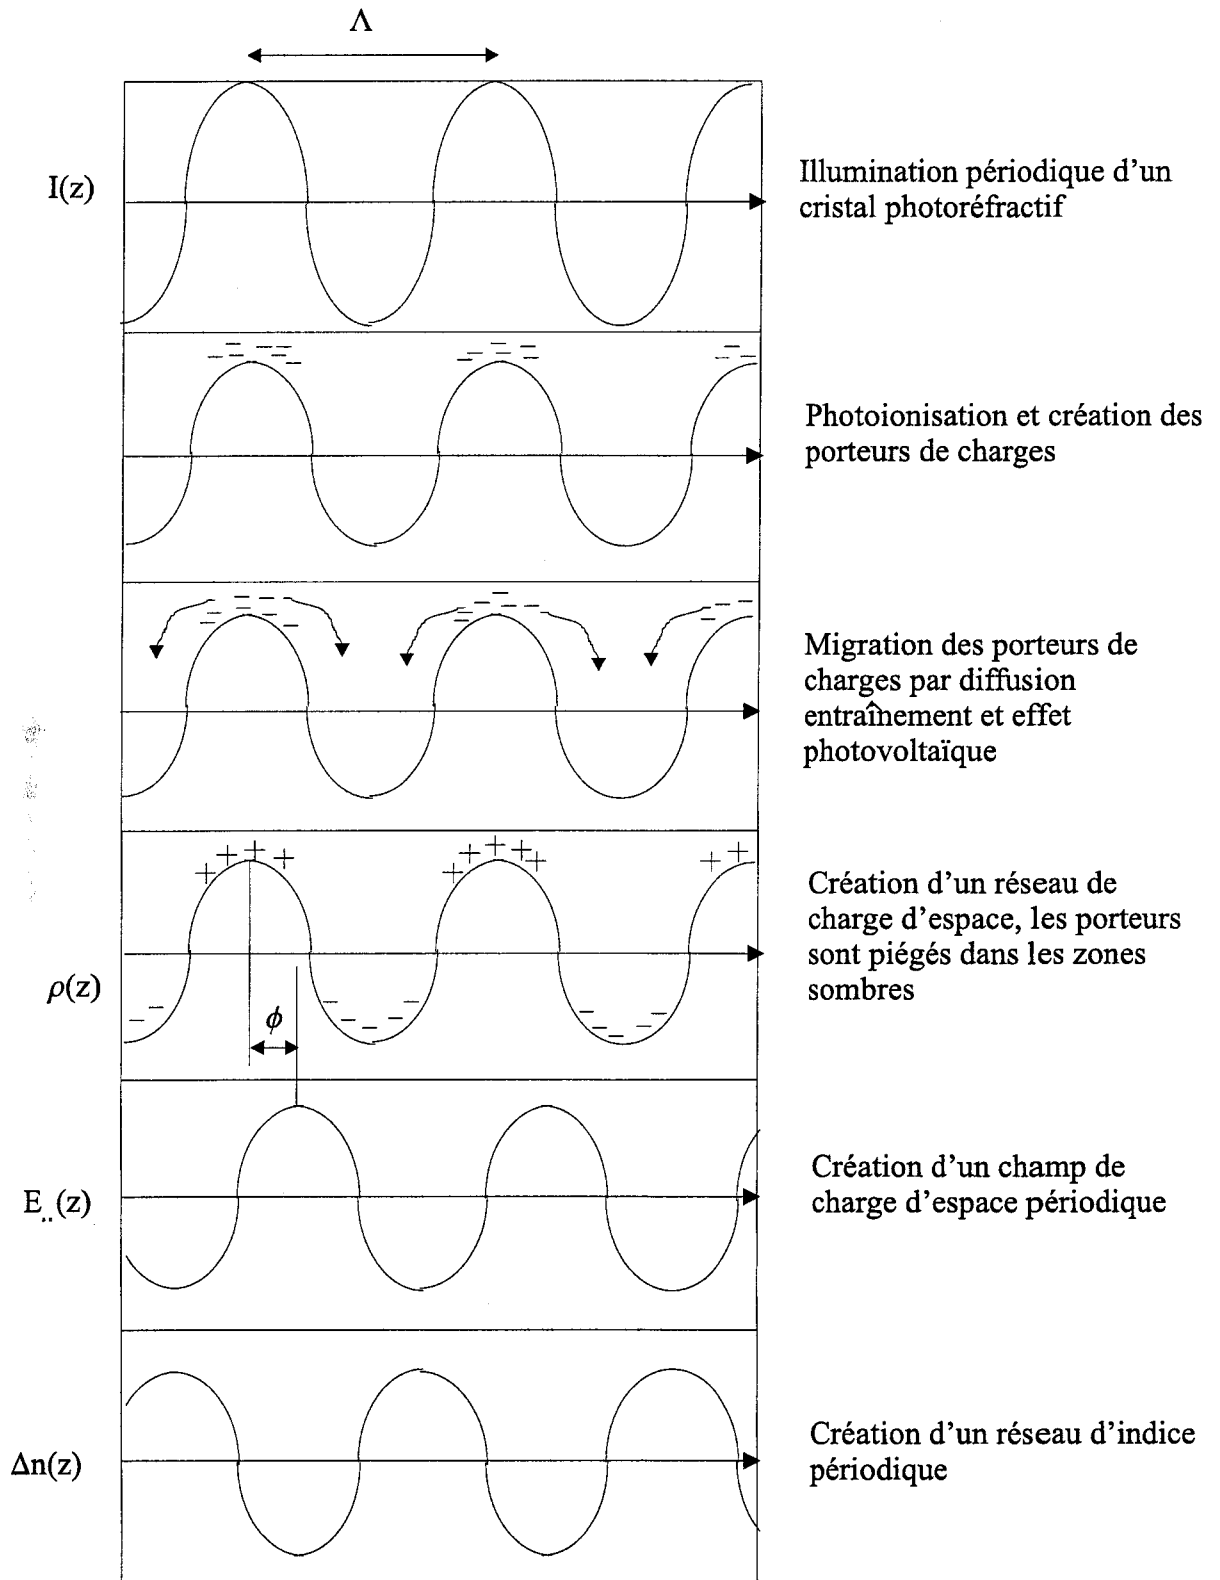 Λ
I(z)
Illumination périodique d'un
cristal photoréfractif
Photoionisation et création des
porteurs de charges
Migration des porteurs de
charges par diffusion
entraînement et effet
photovoltaïque
Création d'un réseau de
charge d'espace, les porteurs
sont piégés dans les zones
sombres
ρ(z)
ϕ
E..(z)
Création d'un champ de
charge d'espace périodique
Δn(z)
Création d'un réseau d'indice
périodique